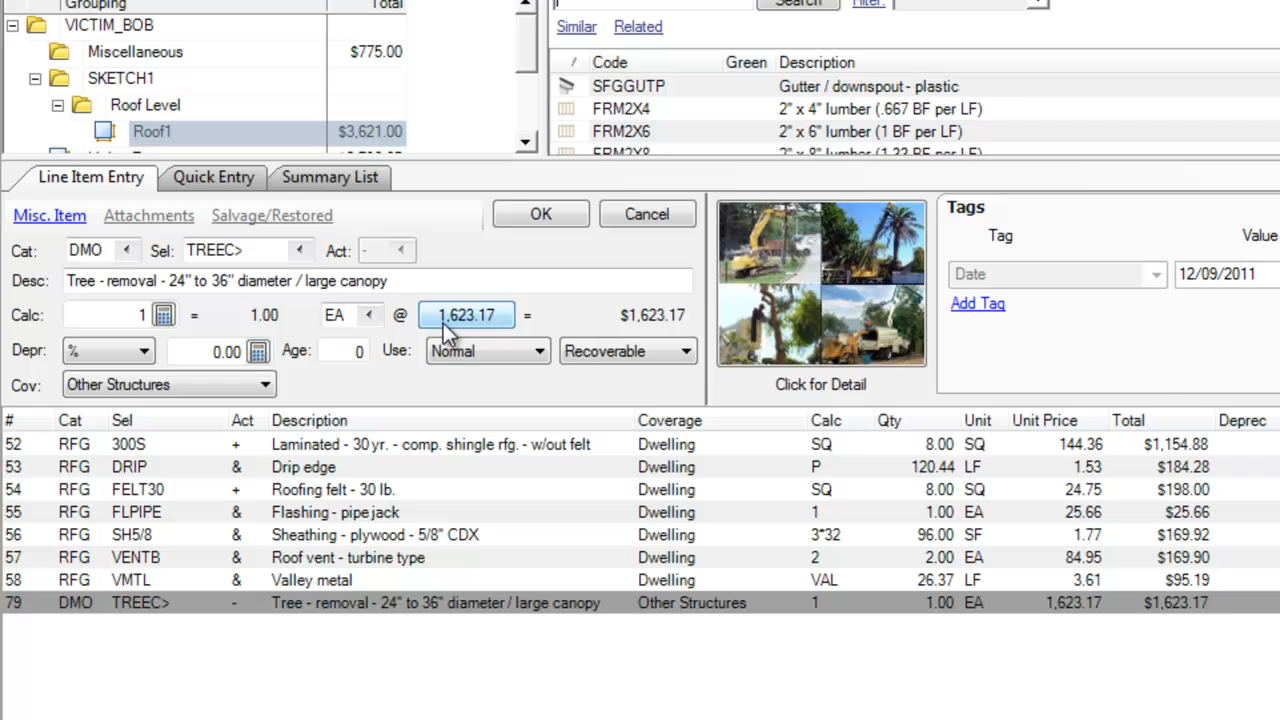 Grouping Total
VICTIM_BOB
Miscellaneous $775.00
SKETCH1
Roof Level
Roof1 $3,621.00
Search Filter:
Similar Related
/ Code Green Description
SFGGUTP Gutter / downspout - plastic
FRM2X4 2" x 4" lumber (.667 BF per LF)
FRM2X6 2" x 6" lumber (1 BF per LF)
FRM2X8 2" x 8" lumber (1.33 BF per LF)
Line Item Entry Quick Entry Summary List
Misc. Item Attachments Salvage/Restored OK Cancel
Cat: DMO Sel: TREEC> Act: -
Desc: Tree - removal - 24" to 36" diameter / large canopy
Calc: 1 = 1.00 EA @ 1,623.17 = $1,623.17
Depr: % 0.00 Age: 0 Use: Normal Recoverable
Cov: Other Structures
Click for Detail
Tags
Tag Value
Date 12/09/2011
Add Tag
# Cat Sel Act Description Coverage Calc Qty Unit Unit Price Total Deprec
52 RFG 300S + Laminated - 30 yr. - comp. shingle rfg. - w/out felt Dwelling SQ 8.00 SQ 144.36 $1,154.88
53 RFG DRIP & Drip edge Dwelling P 120.44 LF 1.53 $184.28
54 RFG FELT30 + Roofing felt - 30 lb. Dwelling SQ 8.00 SQ 24.75 $198.00
55 RFG FLPIPE & Flashing - pipe jack Dwelling 1 1.00 EA 25.66 $25.66
56 RFG SH5/8 & Sheathing - plywood - 5/8" CDX Dwelling 3*32 96.00 SF 1.77 $169.92
57 RFG VENTB & Roof vent - turbine type Dwelling 2 2.00 EA 84.95 $169.90
58 RFG VMTL & Valley metal Dwelling VAL 26.37 LF 3.61 $95.19
79 DMO TREEC> - Tree - removal - 24" to 36" diameter / large canopy Other Structures 1 1.00 EA 1,623.17 $1,623.17